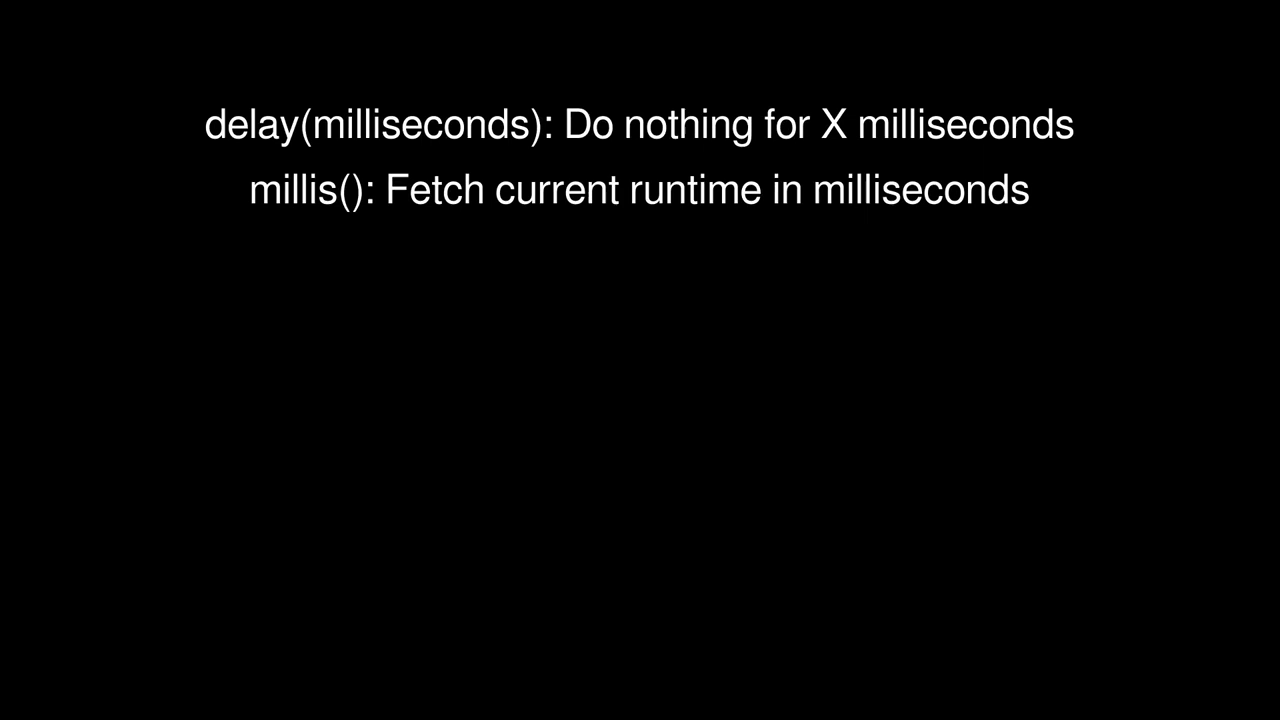 delay(milliseconds): Do nothing for X milliseconds
millis(): Fetch current runtime in milliseconds